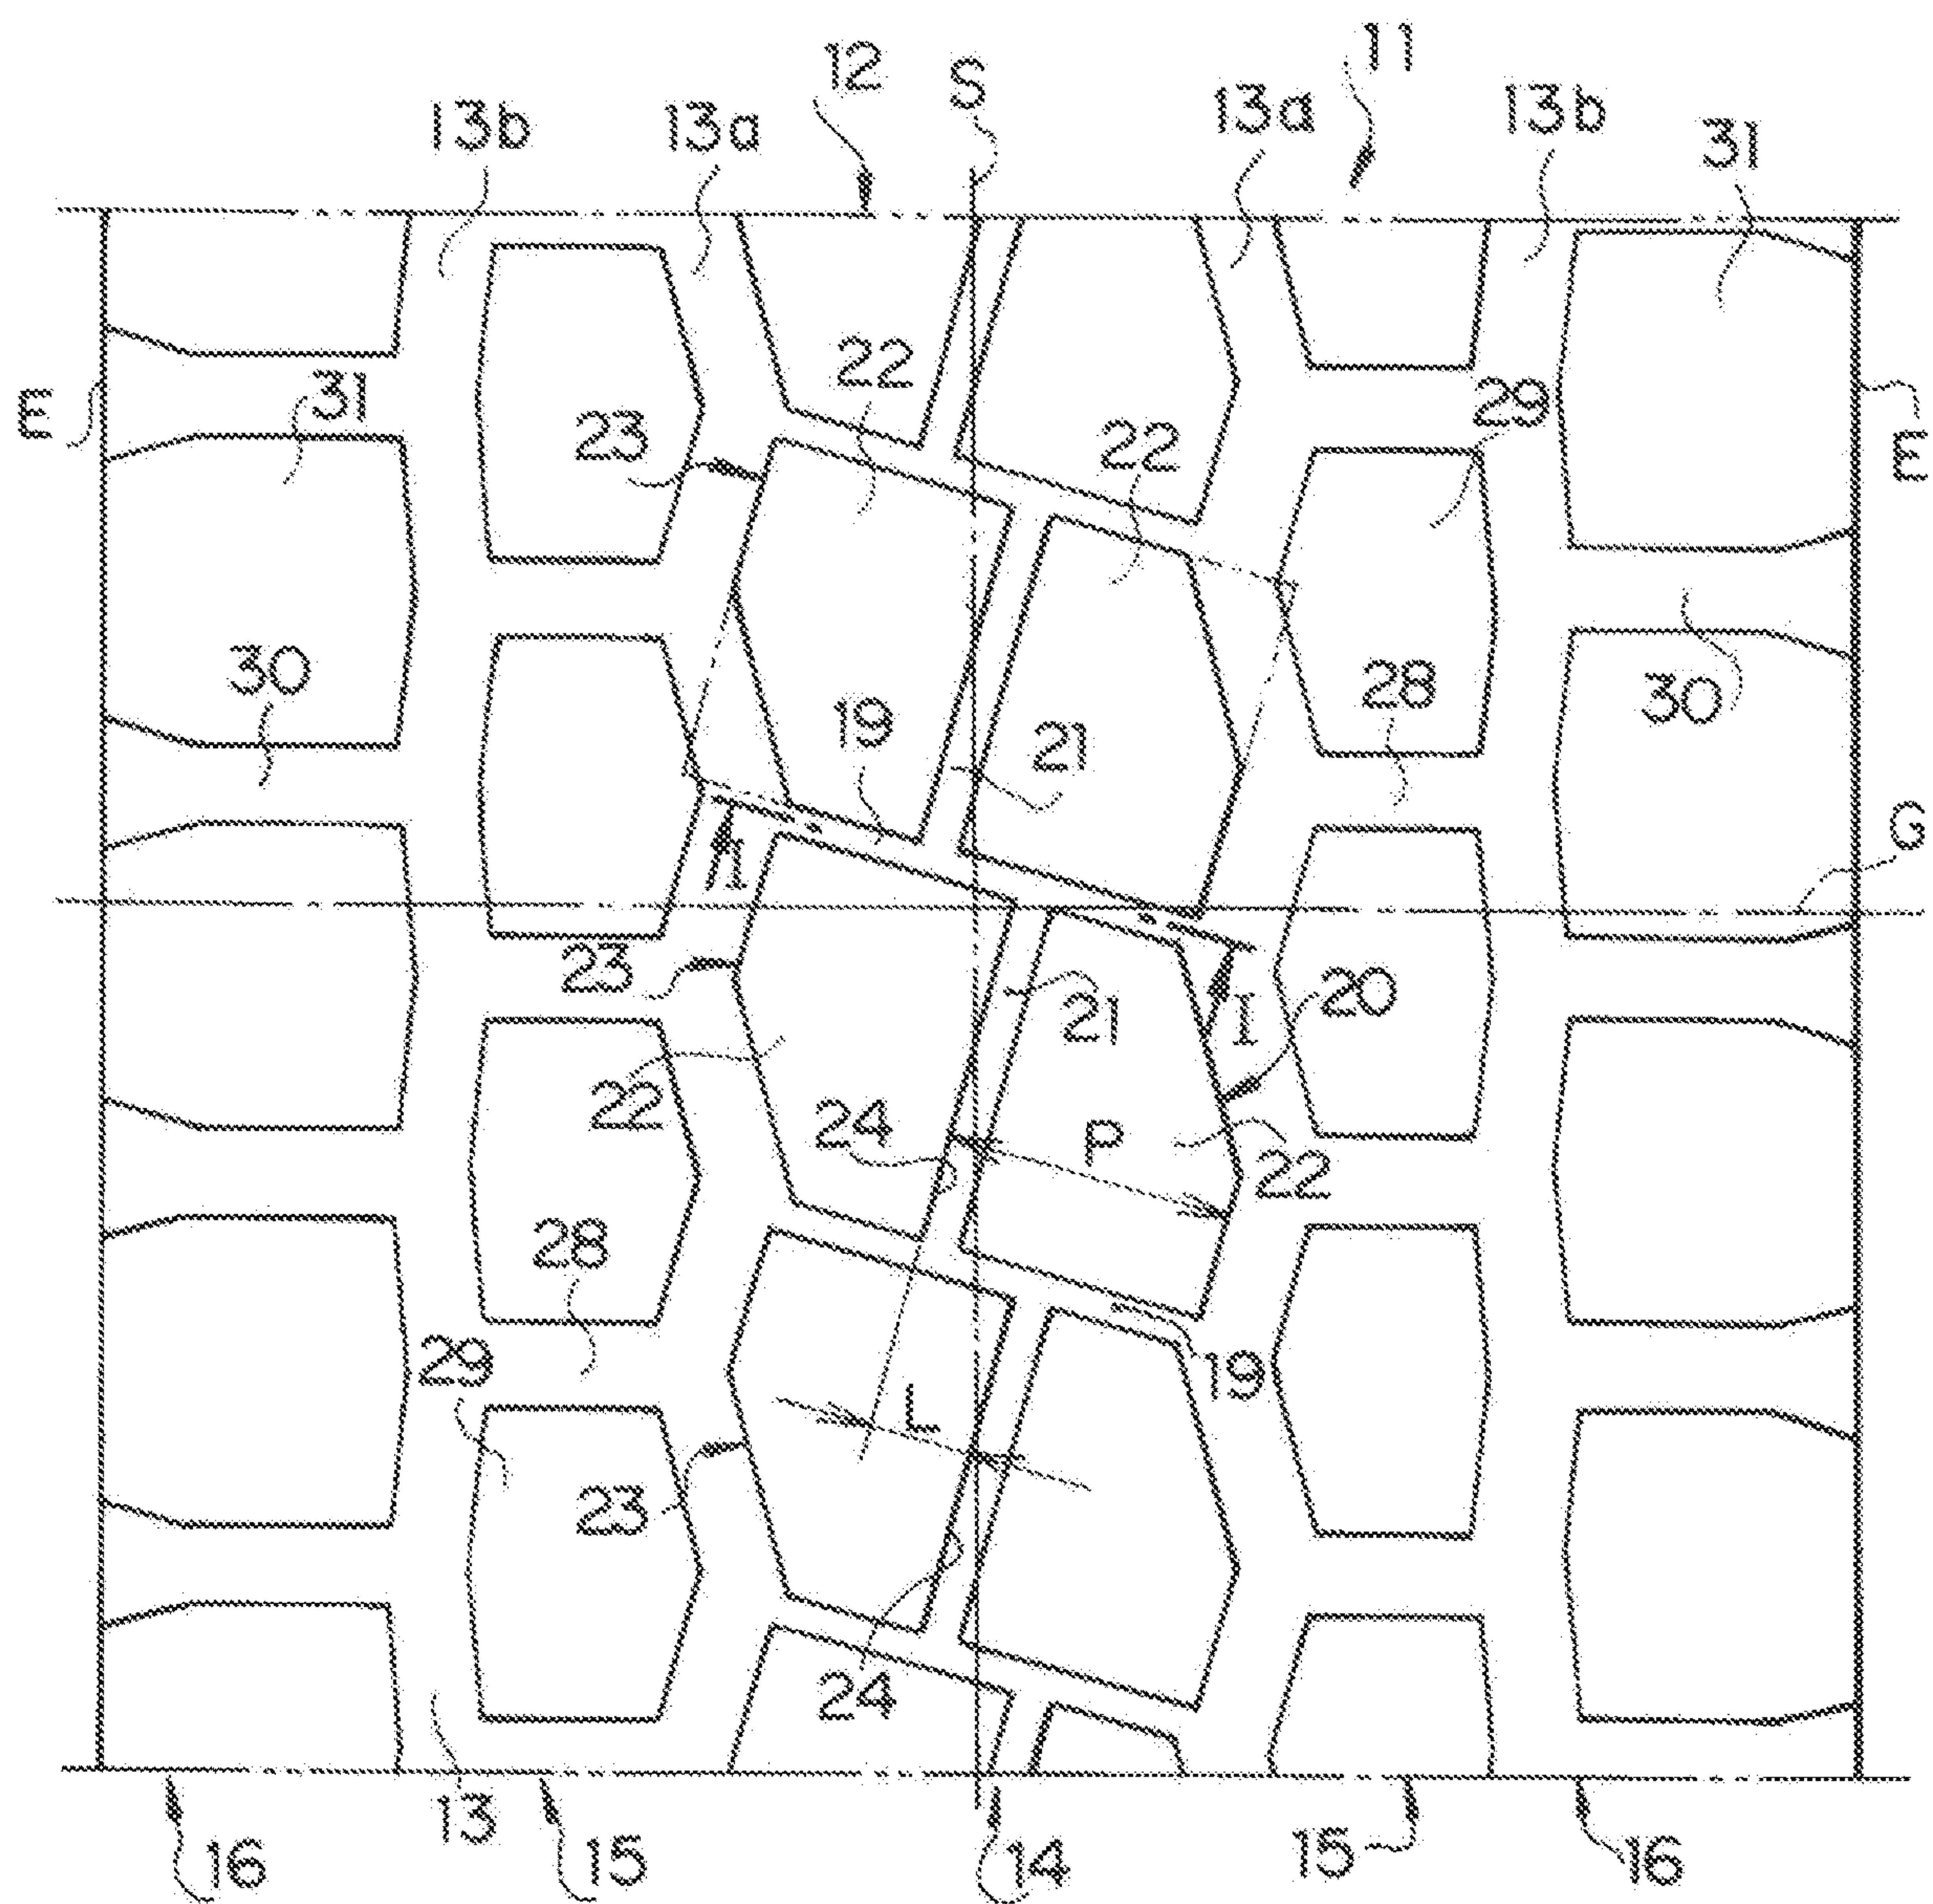 12 S 11
13b 13a 13a 13b 31
22
E 31 23 22 29 E
30 19 21 28 30
I G
23 21 I 20
22 24 P 22
28
29 L 19
23
24
13
16 15 14 15 16